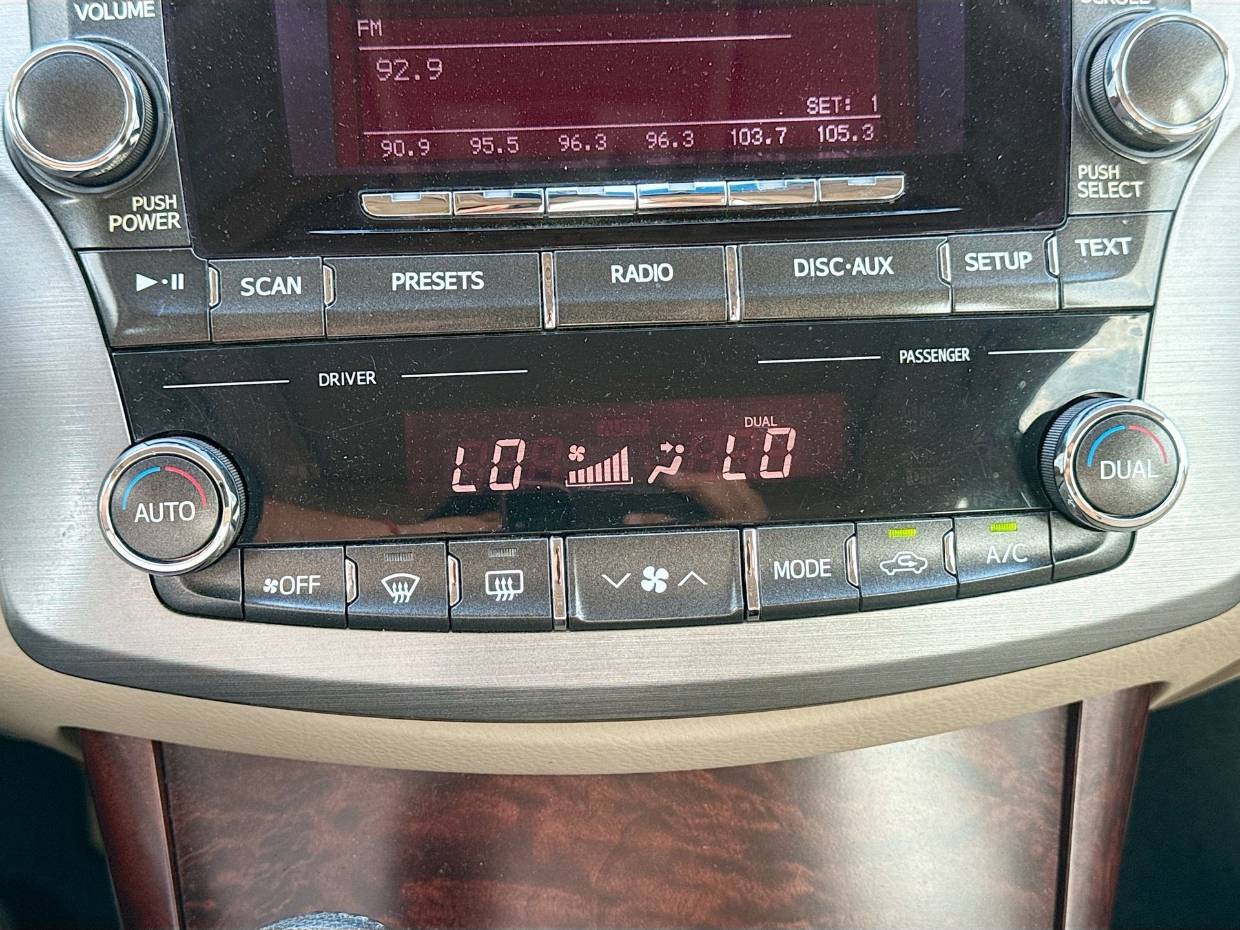 VOLUME
SCROLL
FM
92.9
SET: 1
90.9 95.5 96.3 96.3 103.7 105.3
PUSH
POWER
PUSH
SELECT
SCAN PRESETS RADIO DISC·AUX SETUP TEXT
DRIVER PASSENGER
DUAL
LO LO
AUTO DUAL
OFF MODE A/C